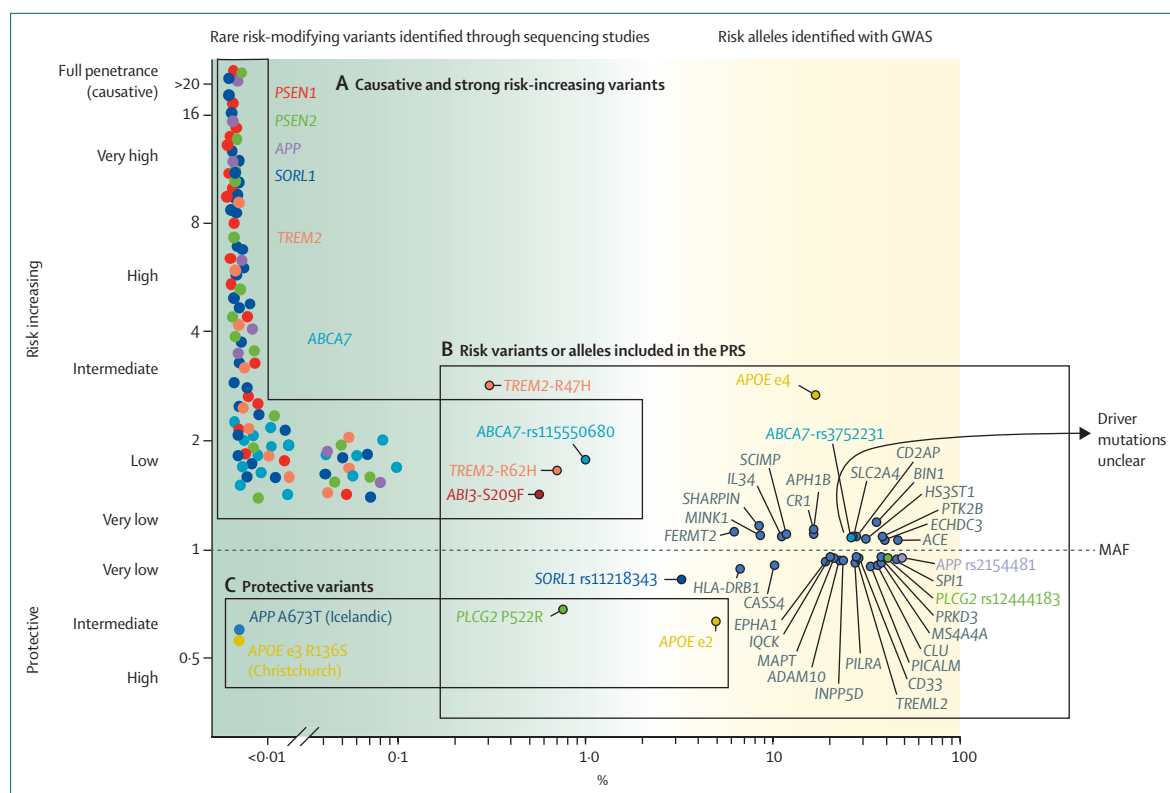 Rare risk-modifying variants identified through sequencing studies
Risk alleles identified with GWAS
Risk increasing
Protective
Full penetrance
(causative)
Very high
High
Intermediate
Low
Very low
Very low
Intermediate
High
>20
16
8
4
2
1
0·5
A Causative and strong risk-increasing variants
PSEN1
PSEN2
APP
SORL1
TREM2
ABCA7
B Risk variants or alleles included in the PRS
TREM2-R47H
APOE e4
ABCA7-rs115550680
ABCA7-rs3752231
TREM2-R62H
ABI3-S209F
Driver
mutations
unclear
CD2AP
SCIMP
SLC2A4
BIN1
IL34
APH1B
HS3ST1
SHARPIN
CR1
PTK2B
MINK1
ECHDC3
FERMT2
ACE
MAF
C Protective variants
APP A673T (Icelandic)
APOE e3 R136S
(Christchurch)
SORL1 rs11218343
PLCG2 P522R
APOE e2
HLA-DRB1
CASS4
EPHA1
IQCK
MAPT
ADAM10
INPP5D
PILRA
APP rs2154481
SPI1
PLCG2 rs12444183
PRKD3
MS4A4A
CLU
PICALM
CD33
TREML2
<0·01
0·1
1·0
10
100
%